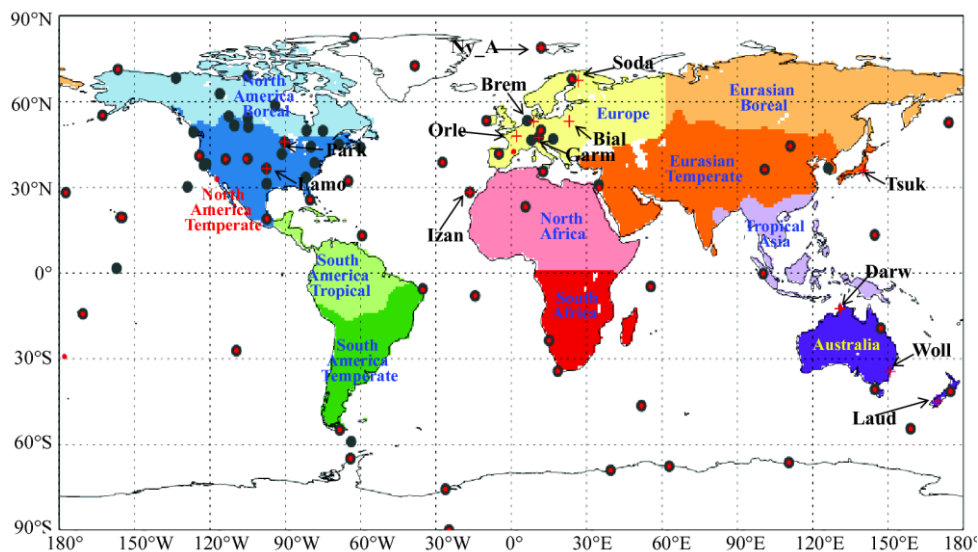 90°N
Ny_A
Soda
Brem
North
America
Boreal
Eurasian
Boreal
60°N
Europe
Orle
Bial
Park
Garm
Eurasian
Temperate
Lamo
Tsuk
30°N
North
America
Temperate
Izan
North
Africa
Tropical
Asia
South
America
Tropical
0°
Darw
South
Africa
30°S
South
America
Temperate
Australia
Woll
Laud
60°S
90°S
180° 150°W 120°W 90°W 60°W 30°W 0° 30°E 60°E 90°E 120°E 150°E 180°